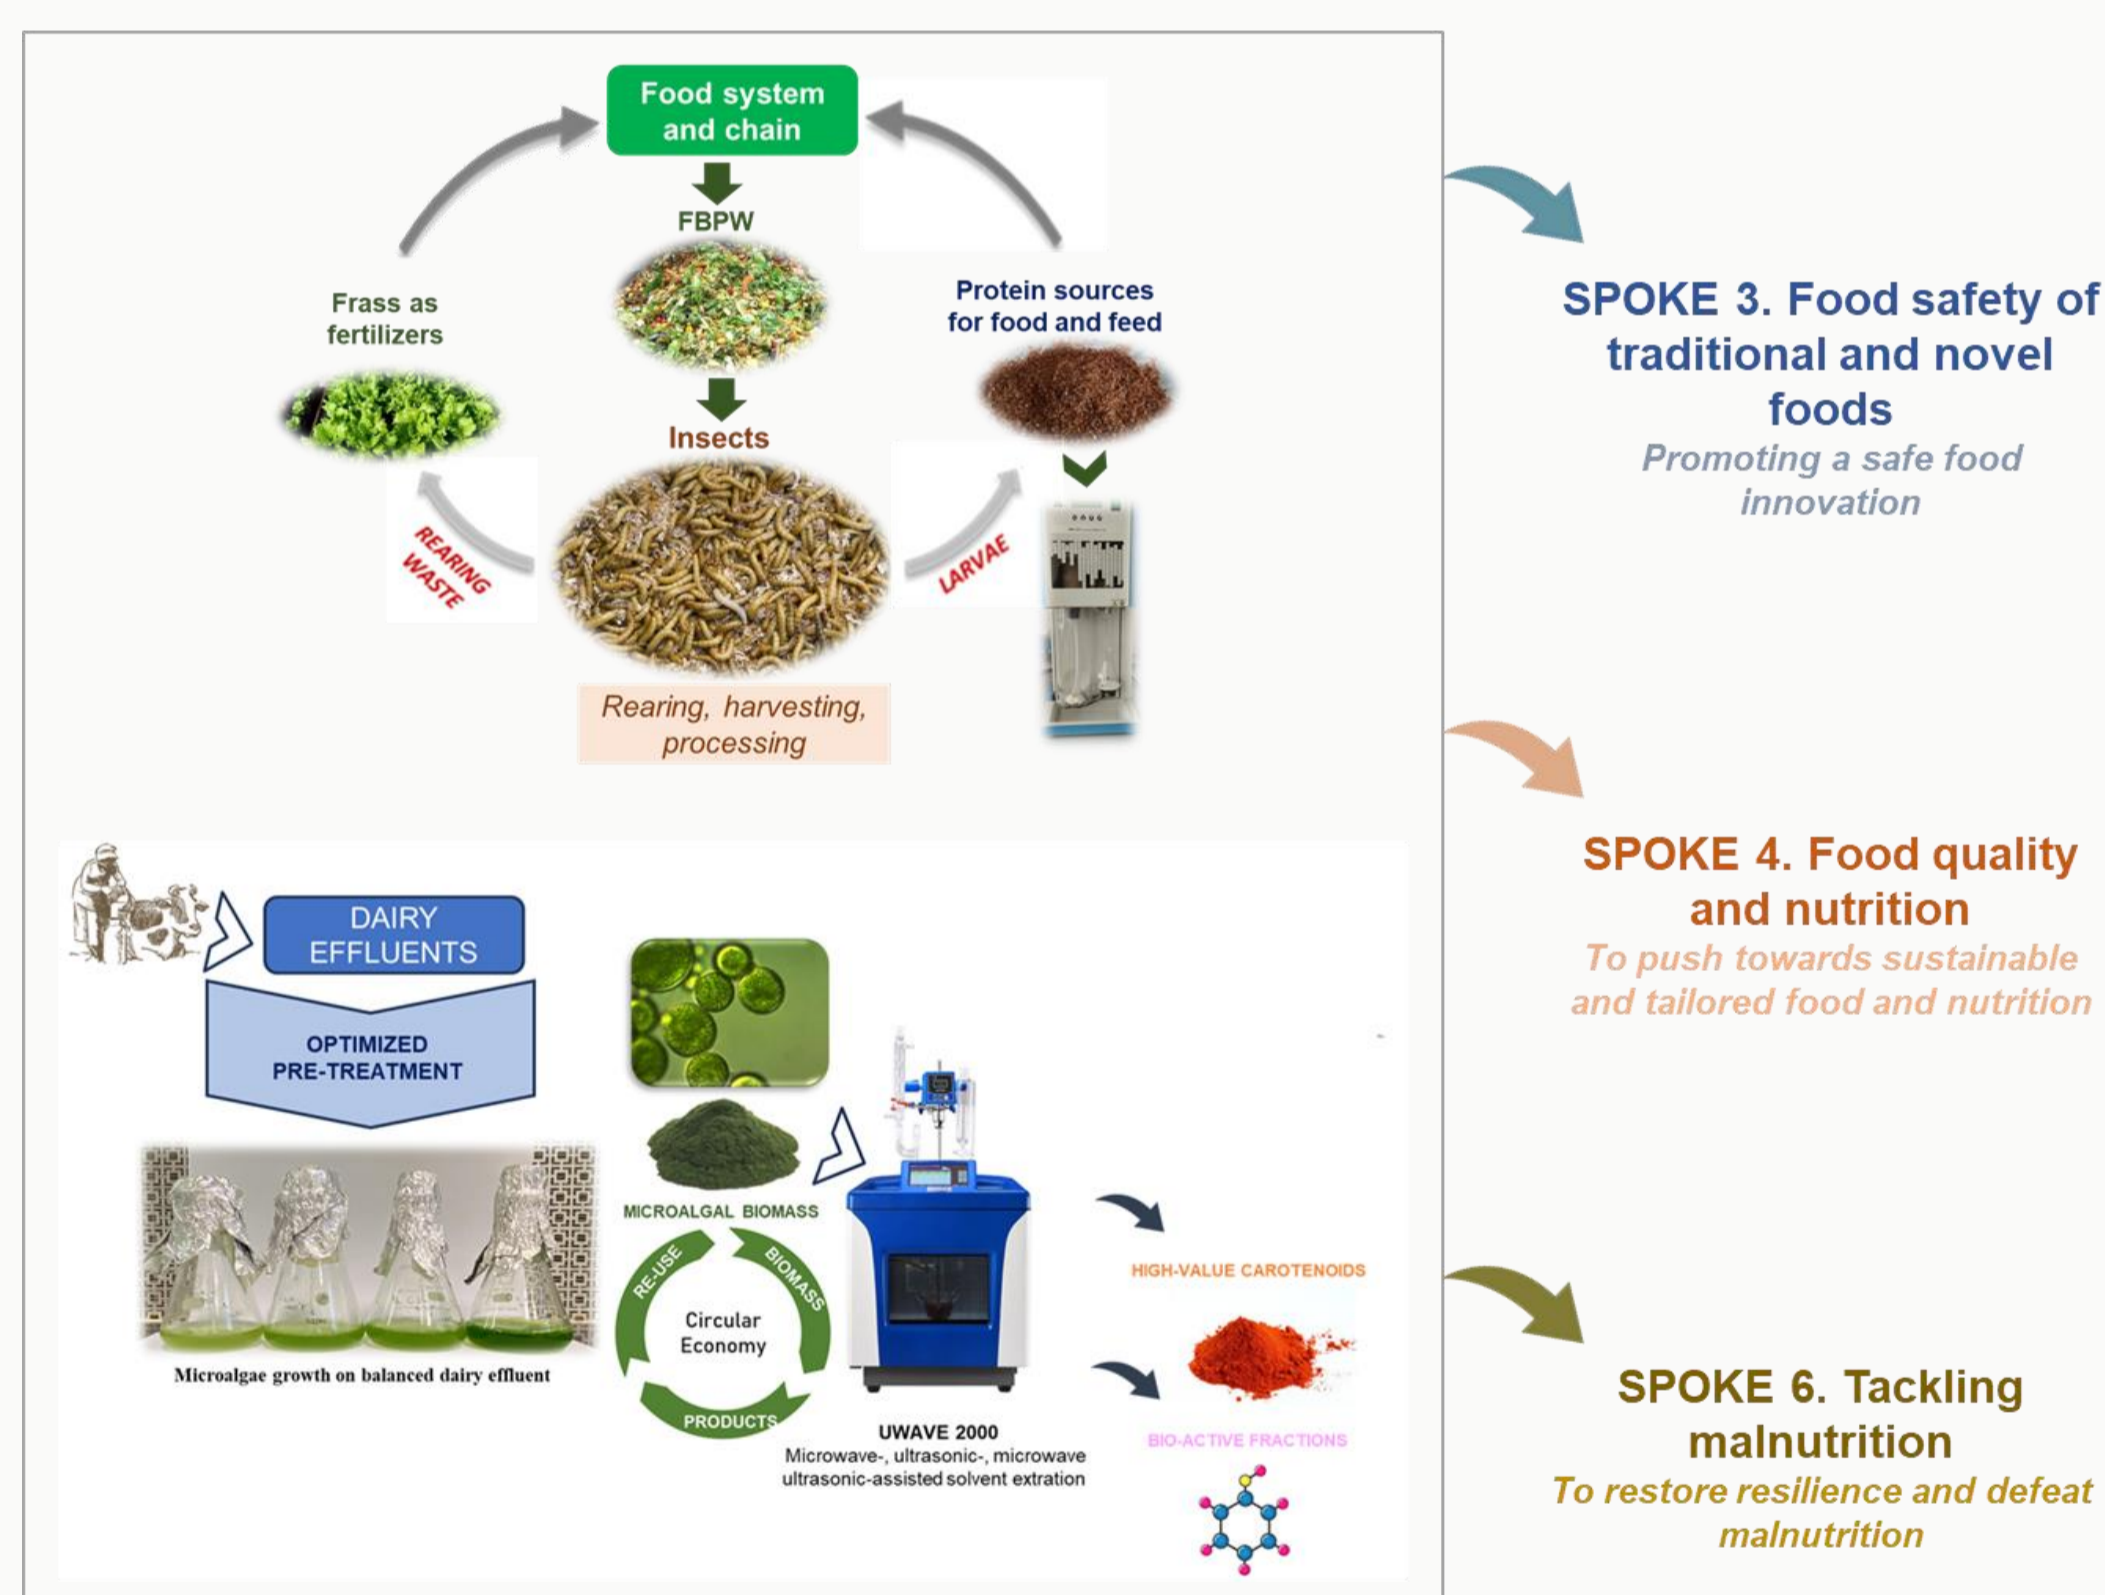 Food system
and chain
FBPW
Frass as
fertilizers
Protein sources
for food and feed
Insects
REARING
WASTE
LARVAE
Rearing, harvesting,
processing
DAIRY
EFFLUENTS
OPTIMIZED
PRE-TREATMENT
Microalgae growth on balanced dairy effluent
MICROALGAL BIOMASS
RE-USE
BIOMASS
Circular
Economy
PRODUCTS
UWAVE 2000
Microwave-, ultrasonic-, microwave
ultrasonic-assisted solvent extration
HIGH-VALUE CAROTENOIDS
BIO-ACTIVE FRACTIONS
SPOKE 3. Food safety of
traditional and novel
foods
Promoting a safe food
innovation
SPOKE 4. Food quality
and nutrition
To push towards sustainable
and tailored food and nutrition
SPOKE 6. Tackling
malnutrition
To restore resilience and defeat
malnutrition